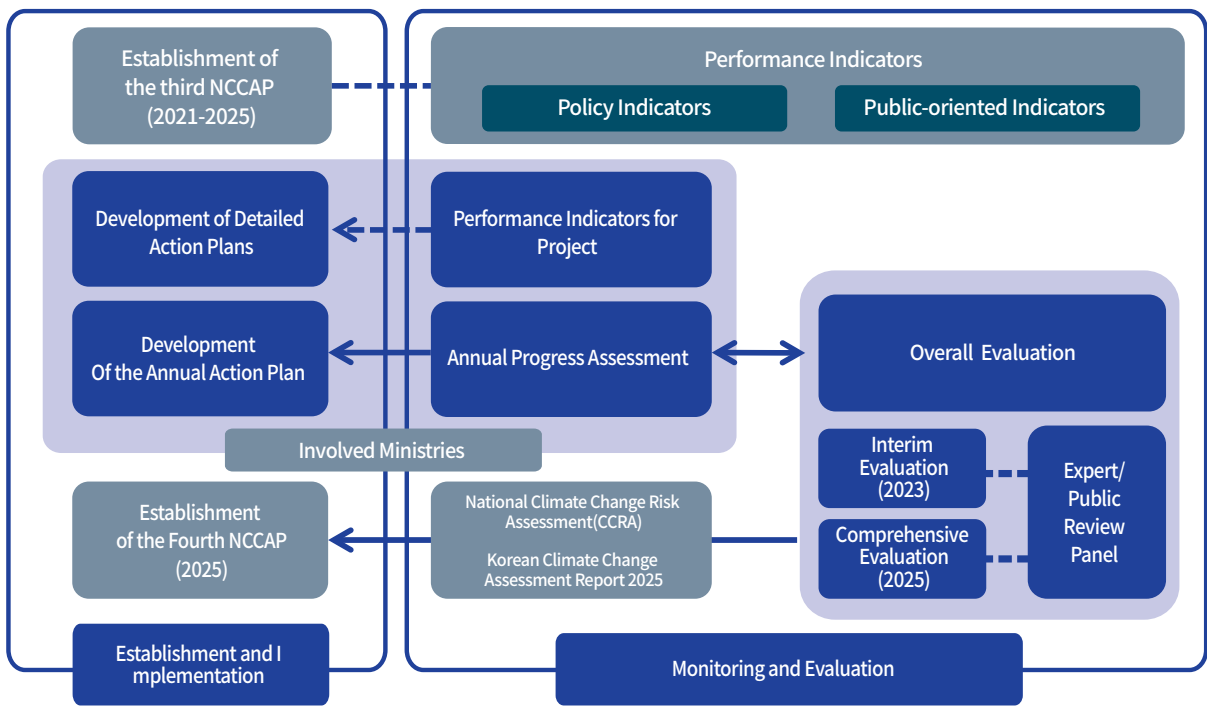 Establishment of
the third NCCAP
(2021-2025)
Performance Indicators
Policy Indicators
Public-oriented Indicators
Development of Detailed
Action Plans
Performance Indicators for
Project
Development
Of the Annual Action Plan
Annual Progress Assessment
Overall Evaluation
Involved Ministries
Interim
Evaluation
(2023)
Expert/
Public
Review
Panel
Establishment
of the Fourth NCCAP
(2025)
National Climate Change Risk
Assessment(CCRA)
Korean Climate Change
Assessment Report 2025
Comprehensive
Evaluation
(2025)
Establishment and I
mplementation
Monitoring and Evaluation